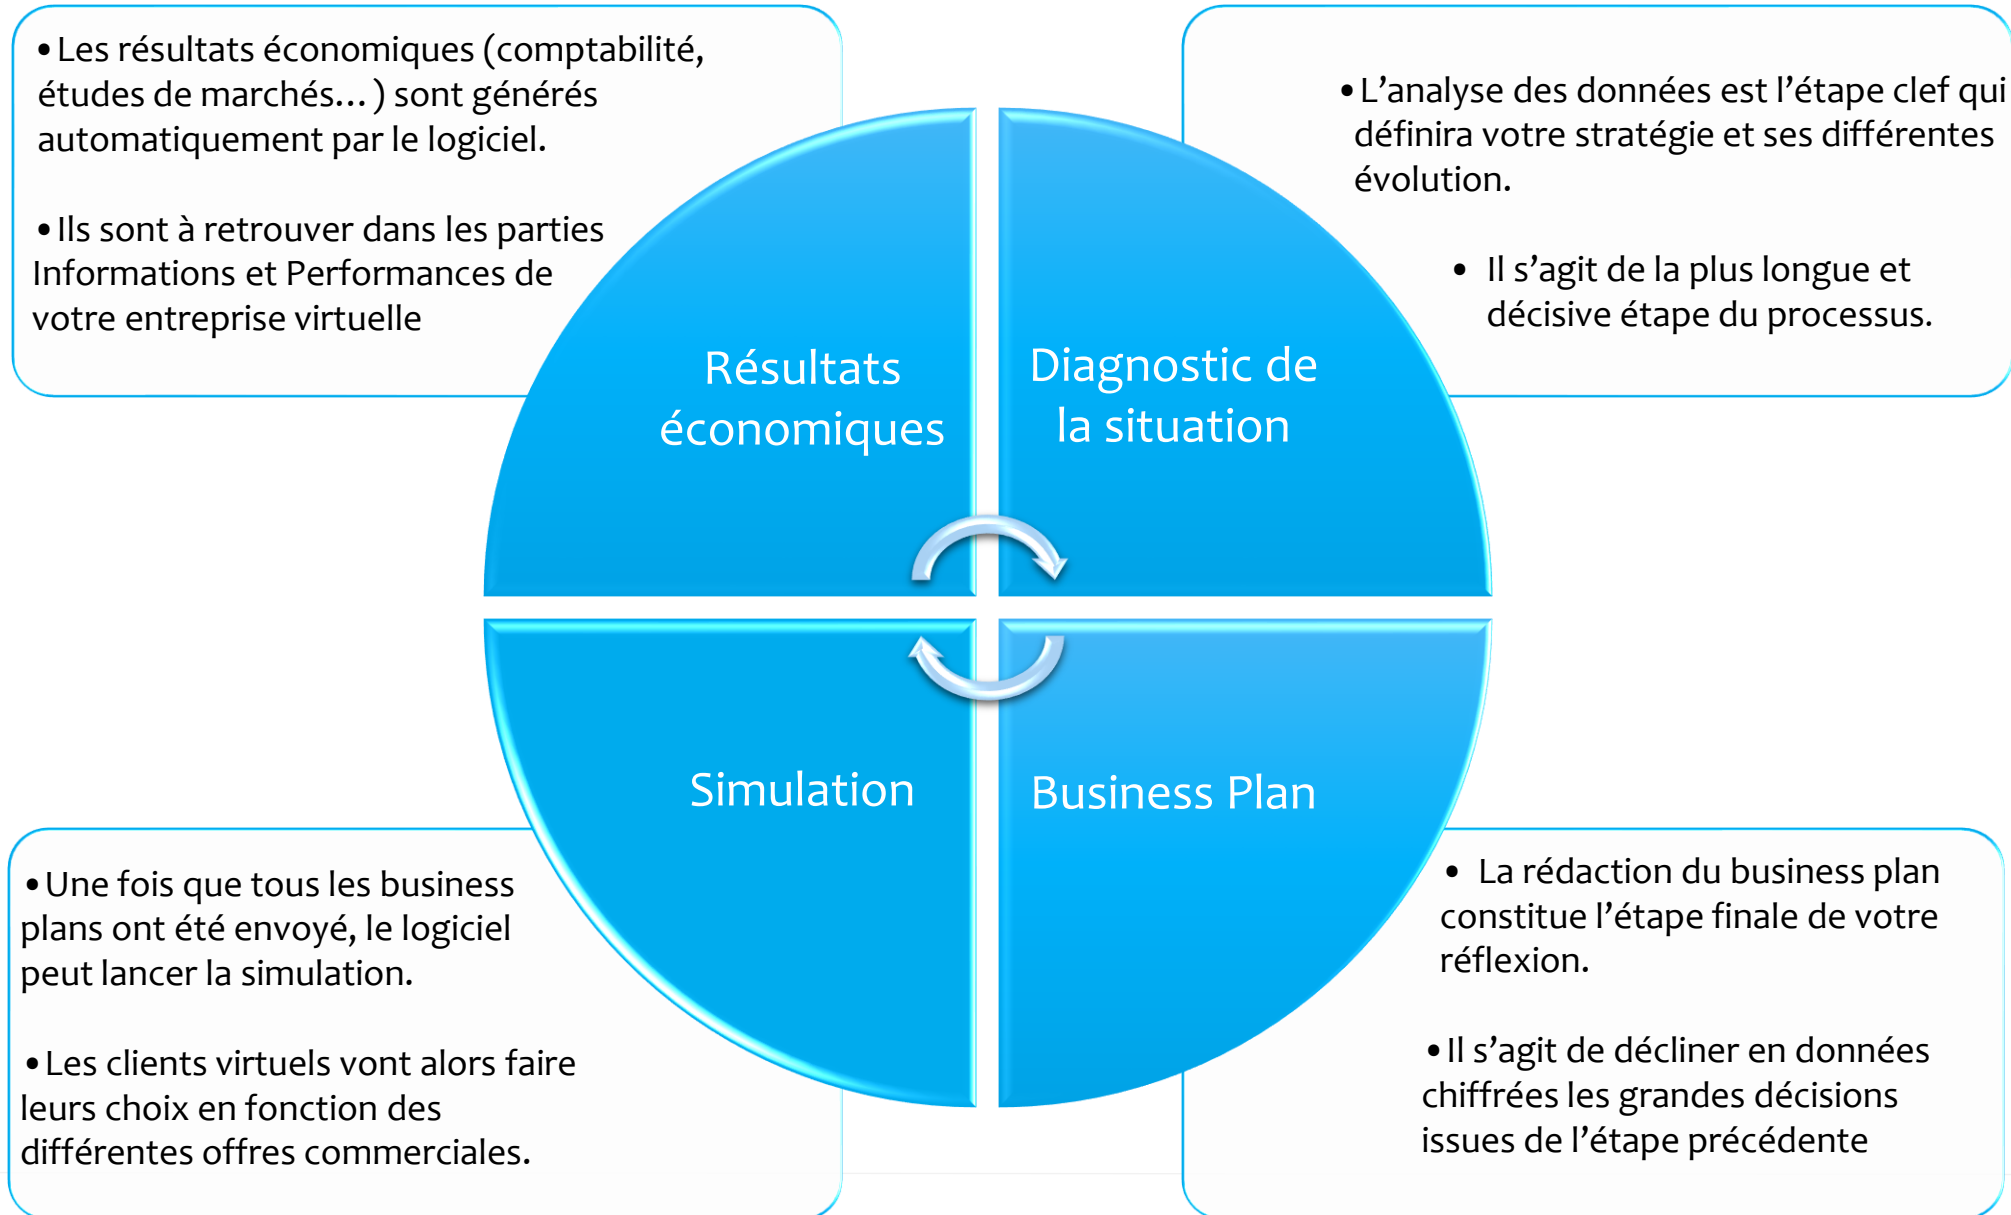 •Les résultats économiques (comptabilité,
études de marchés…) sont générés
automatiquement par le logiciel.
•Ils sont à retrouver dans les parties
Informations et Performances de
votre entreprise virtuelle
•L’analyse des données est l’étape clef qui
définira votre stratégie et ses différentes
évolution.
• Il s’agit de la plus longue et
décisive étape du processus.
Résultats
économiques
Diagnostic de
la situation
Simulation
Business Plan
•Une fois que tous les business
plans ont été envoyé, le logiciel
peut lancer la simulation.
•Les clients virtuels vont alors faire
leurs choix en fonction des
différentes offres commerciales.
• La rédaction du business plan
constitue l’étape finale de votre
réflexion.
•Il s’agit de décliner en données
chiffrées les grandes décisions
issues de l’étape précédente